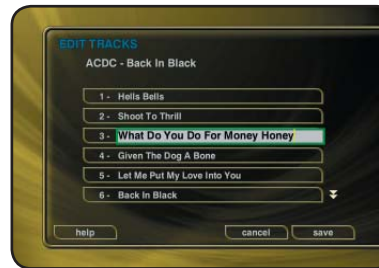 EDIT TRACKS
ACDC - Back In Black
1 - Hells Bells
2 - Shoot To Thrill
3 - What Do You Do For Money Honey
4 - Given The Dog A Bone
5 - Let Me Put My Love Into You
6 - Back In Black
help cancel save